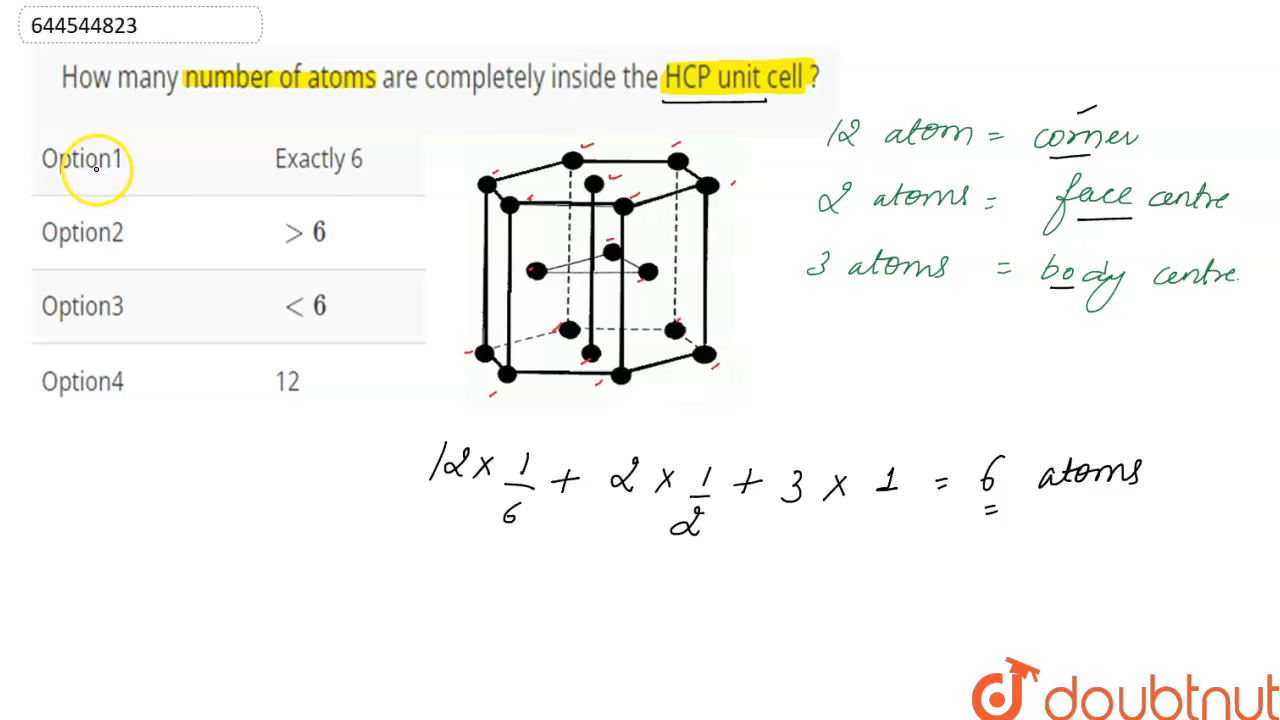 644544823
How many number of atoms are completely inside the HCP unit cell ?
Option1 Exactly 6
Option2 > 6
Option3 < 6
Option4 12
12 atom = corner
2 atoms = face centre
3 atoms = body centre.
12 × 1/6 + 2 × 1/2 + 3 × 1 = 6 atoms
doubtnut